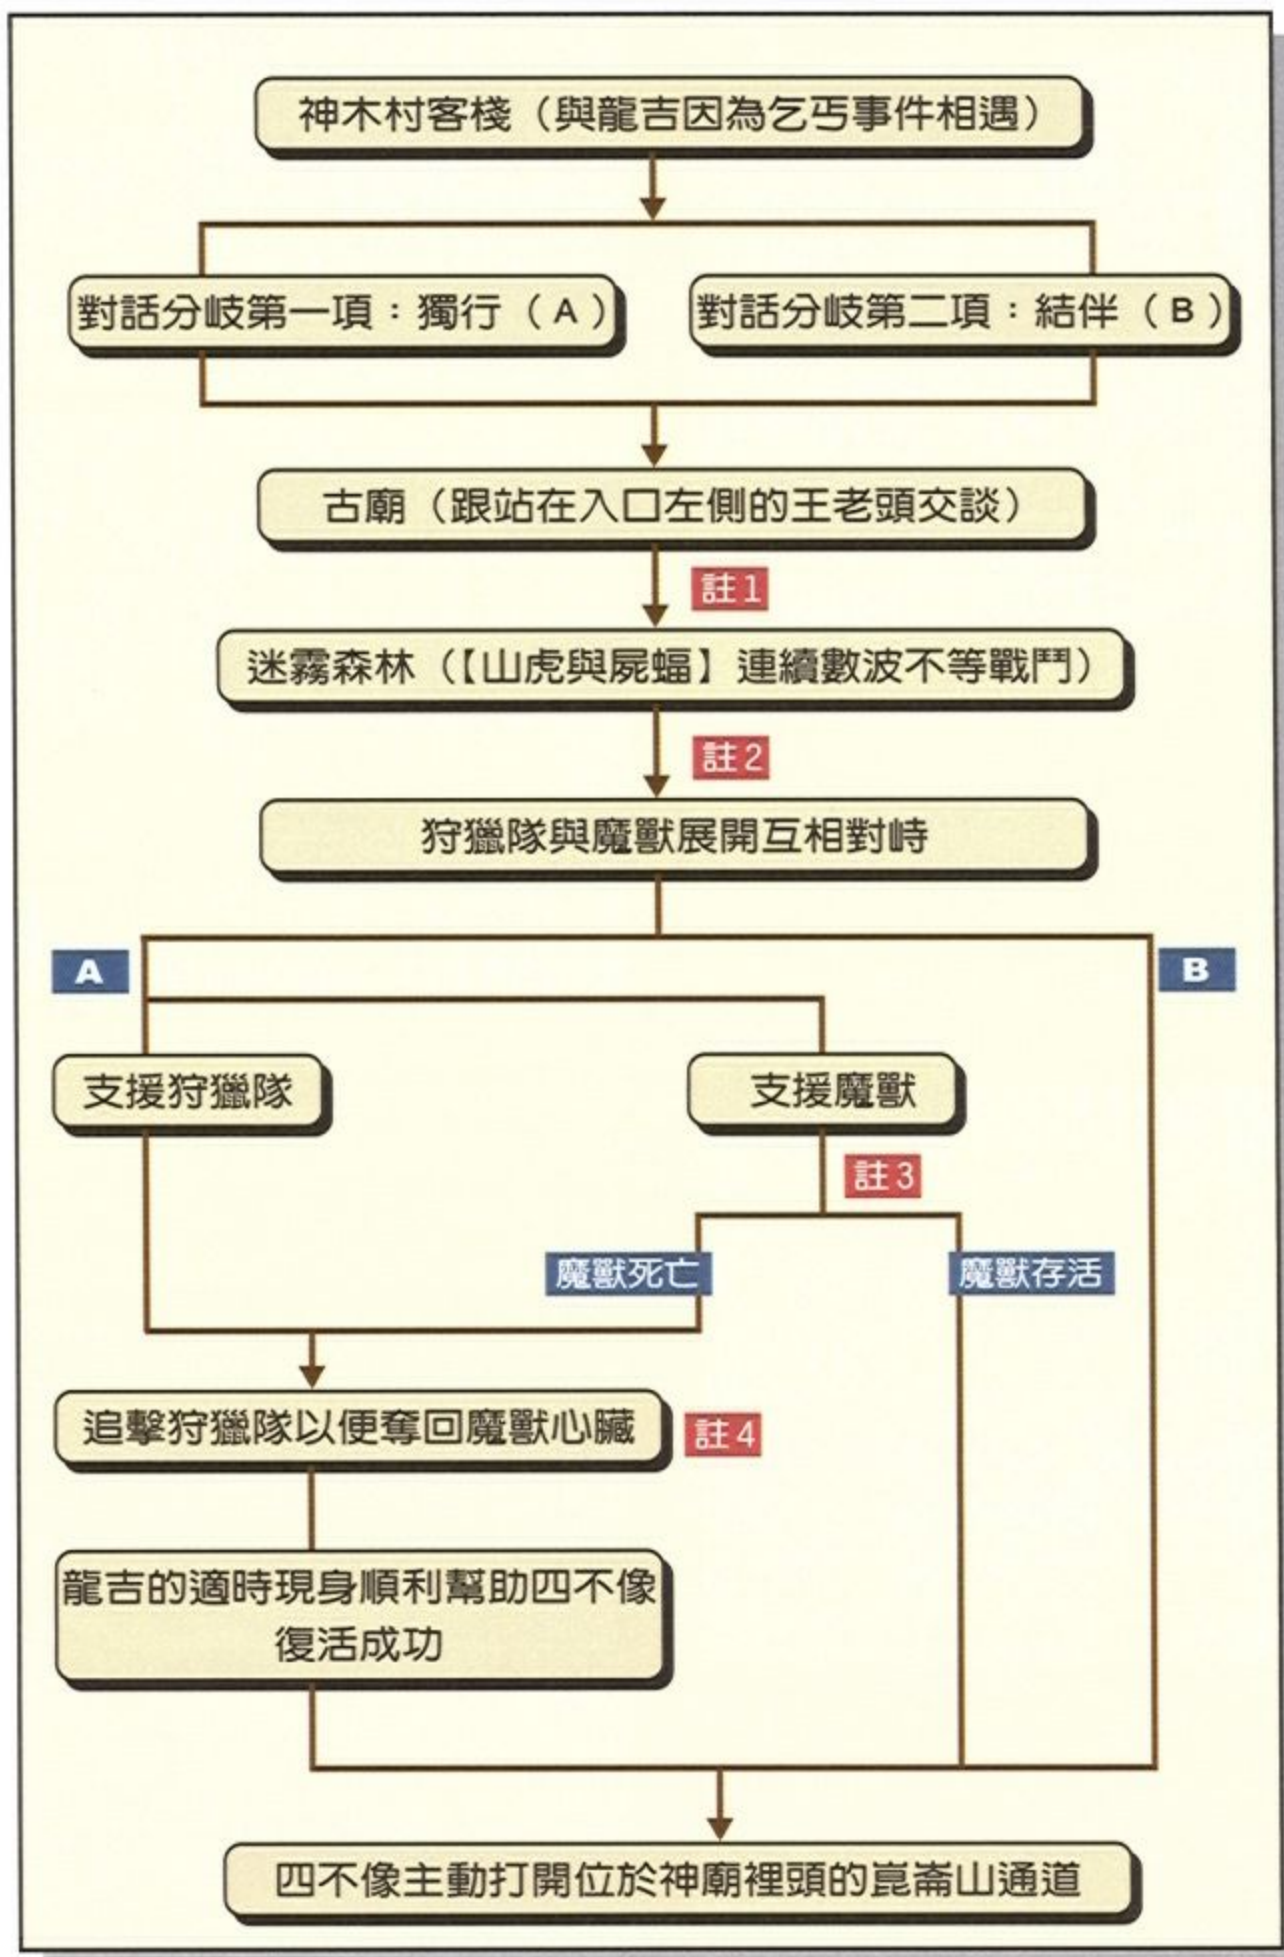 神木村客棧（與龍吉因為乞丐事件相遇）
對話分岐第一項：獨行（A）
對話分岐第二項：結伴（B）
古廟（跟站在入口左側的王老頭交談）
註1
迷霧森林（【山虎與屍蝠】連續數波不等戰鬥）
註2
狩獵隊與魔獸展開互相對峙
A
B
支援狩獵隊
支援魔獸
註3
魔獸死亡
魔獸存活
追擊狩獵隊以便奪回魔獸心臟
註4
龍吉的適時現身順利幫助四不像
復活成功
四不像主動打開位於神廟裡頭的崑崙山通道